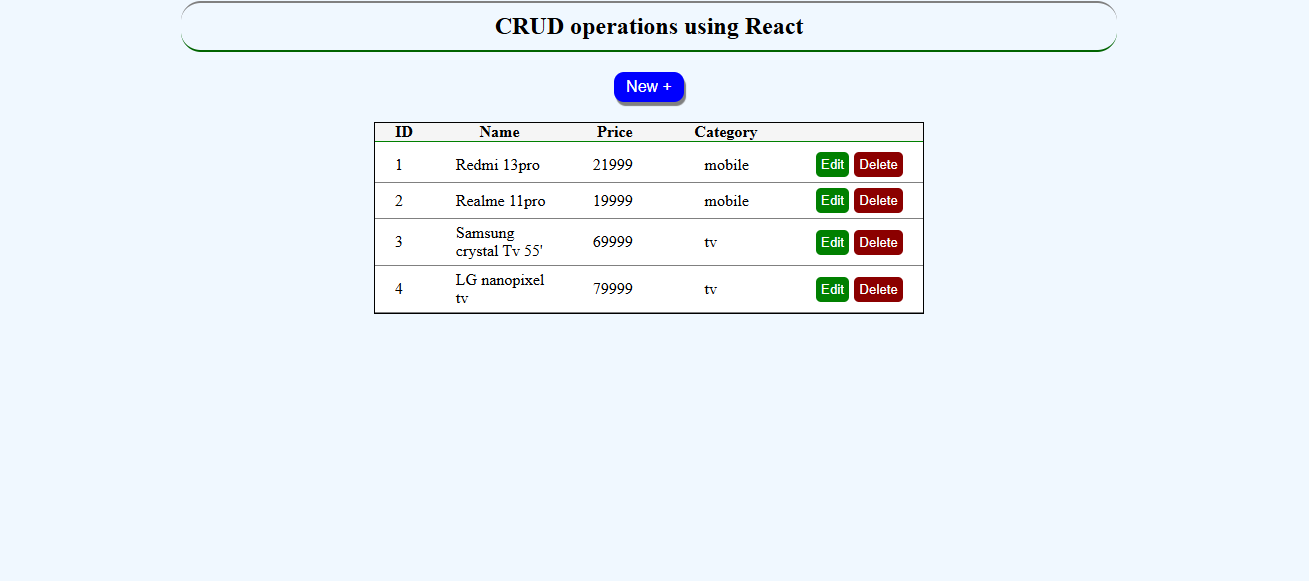 CRUD operations using React
New +
ID Name Price Category
1 Redmi 13pro 21999 mobile Edit Delete
2 Realme 11pro 19999 mobile Edit Delete
3 Samsung crystal Tv 55' 69999 tv Edit Delete
4 LG nanopixel tv 79999 tv Edit Delete